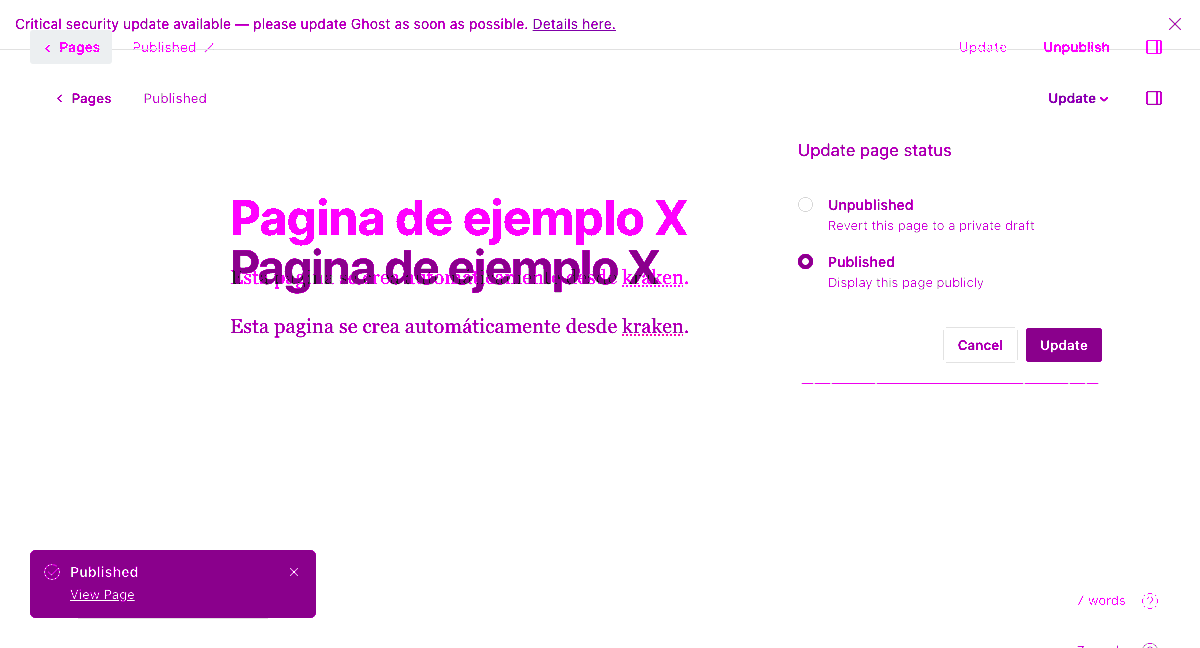 Critical security update available — please update Ghost as soon as possible. Details here.
Pages
Published
Update
Unpublish
Pages
Published
Update
Update page status
Unpublished
Revert this page to a private draft
Published
Display this page publicly
Cancel
Update
Pagina de ejemplo X
Pagina de ejemplo X
Esta pagina se crea automáticamente desde kraken.
Esta pagina se crea automáticamente desde kraken.
Published
View Page
7 words